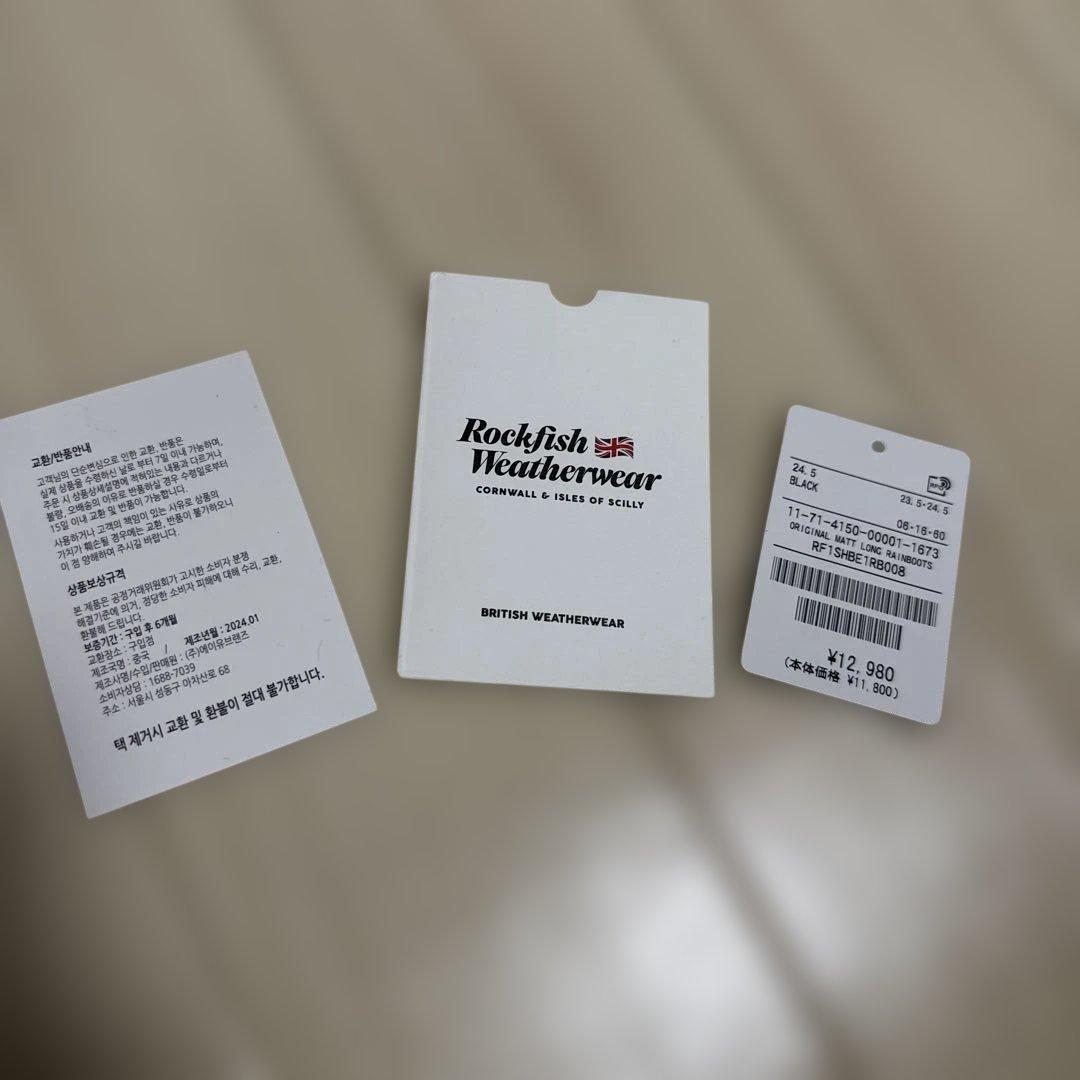 교환/반품안내
고객님의 단순변심으로 인한 교환, 반품은
실제 상품을 수령하신 날로 부터 7일 이내 가능하며,
주문 시 상품상세설명에 적혀있는 내용과 다르거나
불량, 오배송의 이유로 반품하실 경우 수령일로부터
15일 이내 교환 및 반품이 가능합니다.
사용하거나 고객의 책임이 있는 사유로 상품의
가치가 훼손될 경우에는 교환, 반품이 불가하오니
이 점 양해하여 주시길 바랍니다.
상품보상규격
본 제품은 공정거래위원회가 고시한 소비자 분쟁
해결기준에 의거, 정당한 소비자 피해에 대해 수리, 교환,
환불해 드립니다.
보증기간 : 구입 후 6개월
교환장소 : 구입점 / 제조년월 : 2024.01
제조국명 : 중국
제조사명/수입/판매원 : (주)에이유브랜즈
소비자상담 : 1688-7039
주소 : 서울시 성동구 아차산로 68
택 제거시 교환 및 환불이 절대 불가합니다.
Rockfish
Weatherwear
CORNWALL & ISLES OF SCILLY
BRITISH WEATHERWEAR
24.5
BLACK
RFID
23.5-24.5
06-16-60
11-71-4150-00001-1673
ORIGINAL MATT LONG RAINBOOTS
RF1SHBE1RB008
¥12,980
(本体価格 ¥11,800)